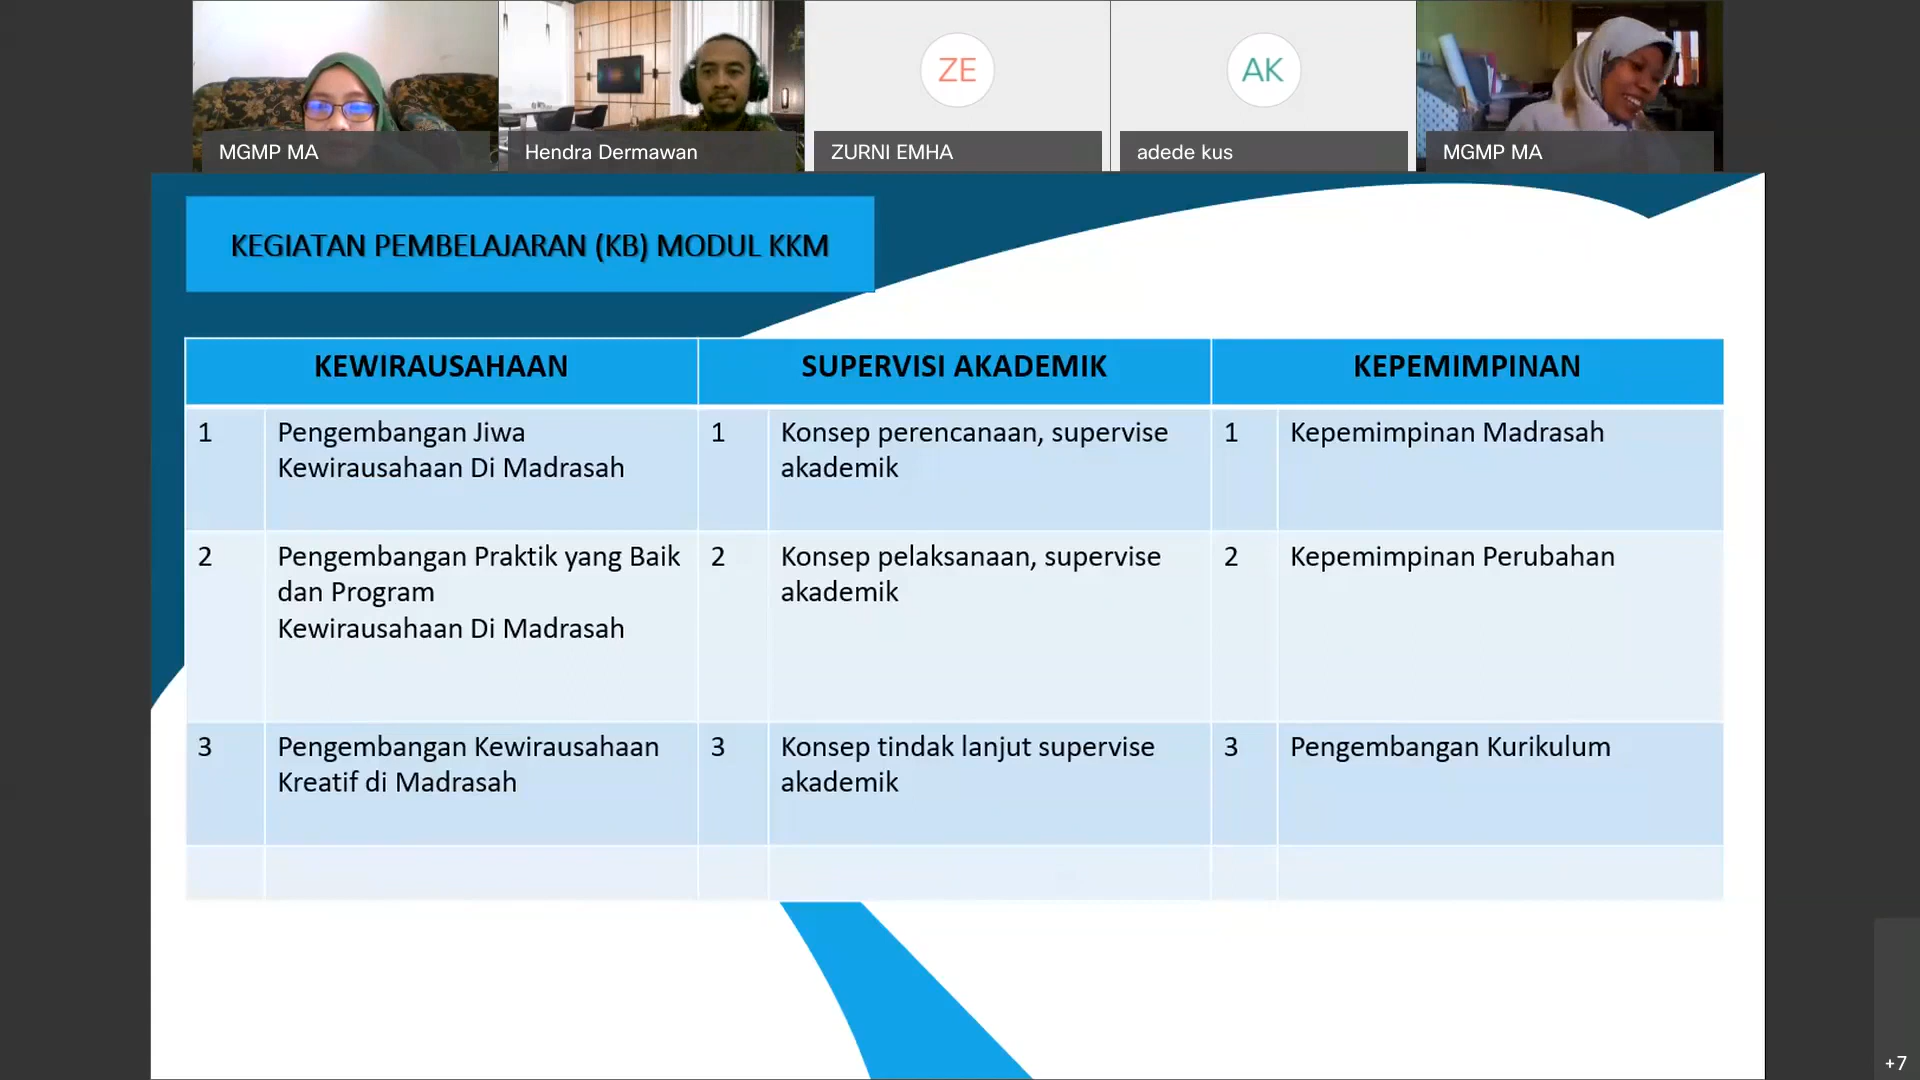 ZE
AK
MGMP MA
Hendra Dermawan
ZURNI EMHA
adede kus
MGMP MA
KEGIATAN PEMBELAJARAN (KB) MODUL KKM
KEWIRAUSAHAAN
SUPERVISI AKADEMIK
KEPEMIMPINAN
1
Pengembangan Jiwa
Kewirausahaan Di Madrasah
1
Konsep perencanaan, supervise
akademik
1
Kepemimpinan Madrasah
2
Pengembangan Praktik yang Baik
dan Program
Kewirausahaan Di Madrasah
2
Konsep pelaksanaan, supervise
akademik
2
Kepemimpinan Perubahan
3
Pengembangan Kewirausahaan
Kreatif di Madrasah
3
Konsep tindak lanjut supervise
akademik
3
Pengembangan Kurikulum
+7